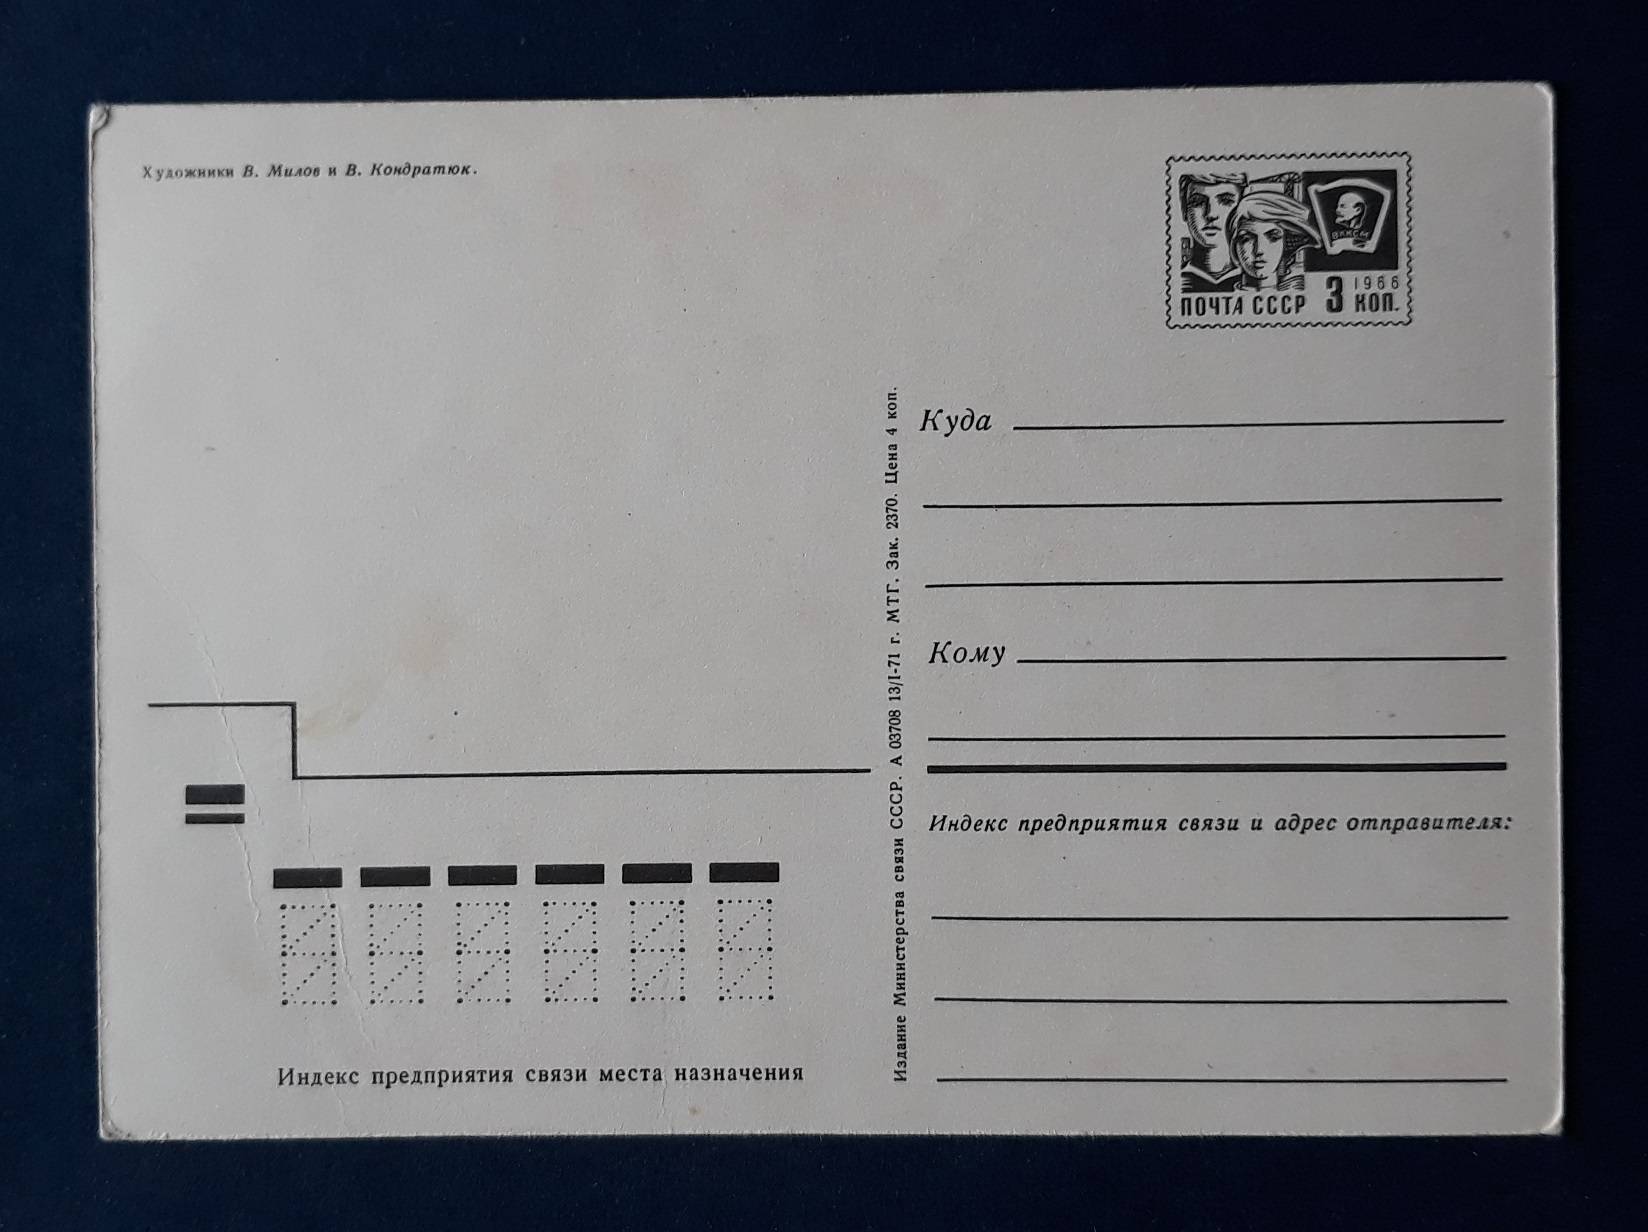 Художники В. Милов и В. Кондратюк.
ВЛКСМ
1966
ПОЧТА СССР 3 КОП.
Куда
Кому
Индекс предприятия связи и адрес отправителя:
Издание Министерства связи СССР. А 03708 13/I-71 г. МТГ. Зак. 2370. Цена 4 коп.
Индекс предприятия связи места назначения